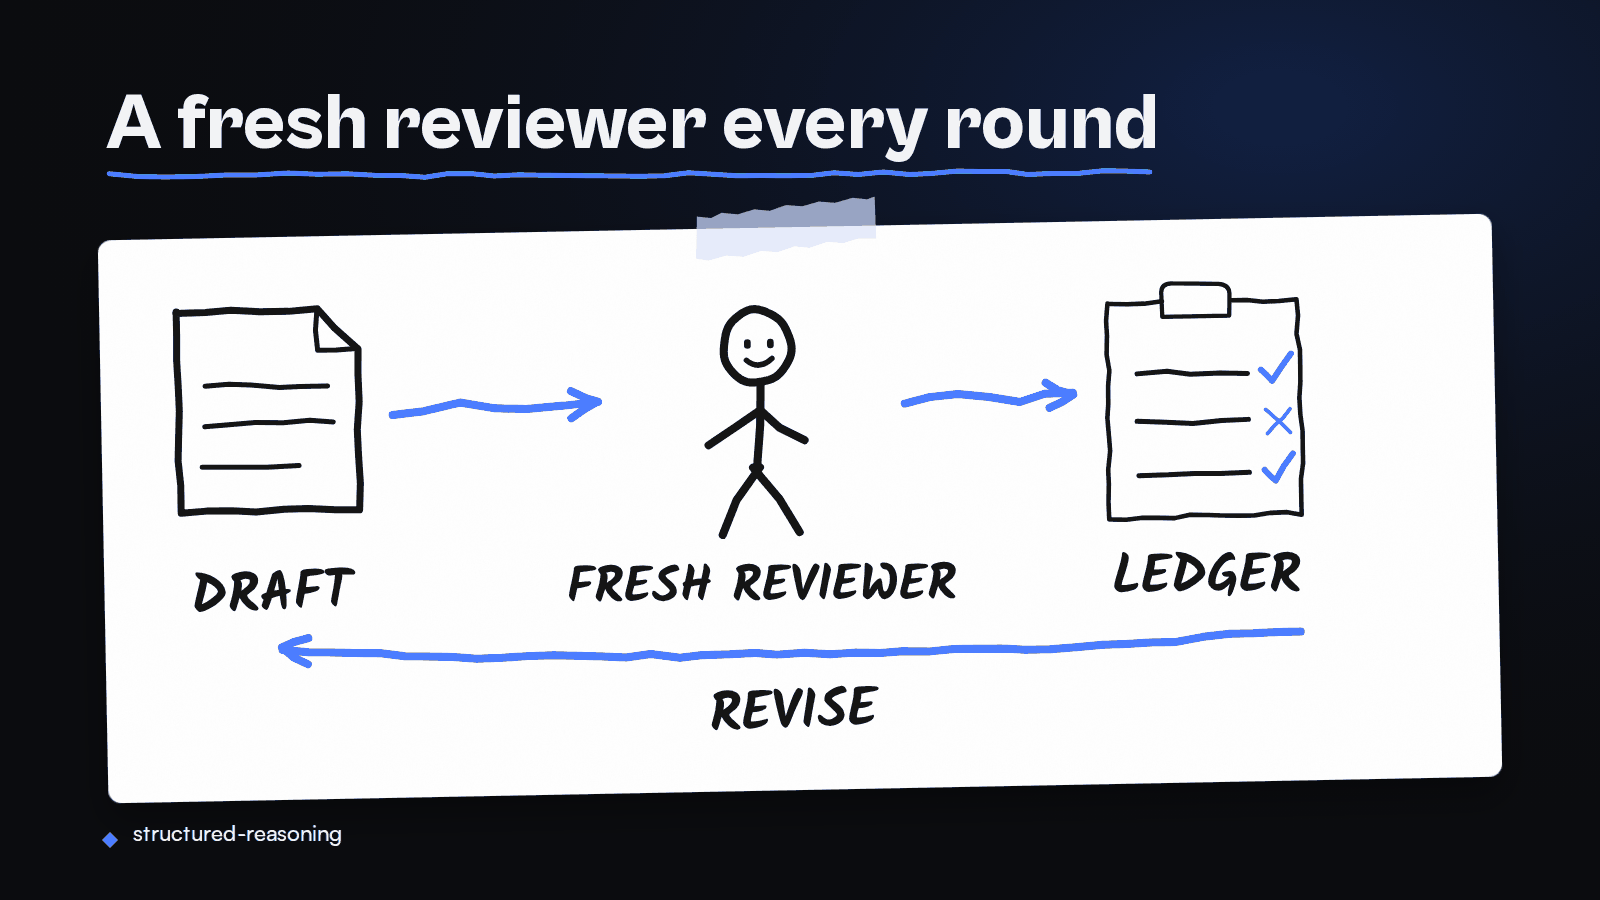 A fresh reviewer every round
DRAFT
FRESH REVIEWER
LEDGER
REVISE
structured-reasoning